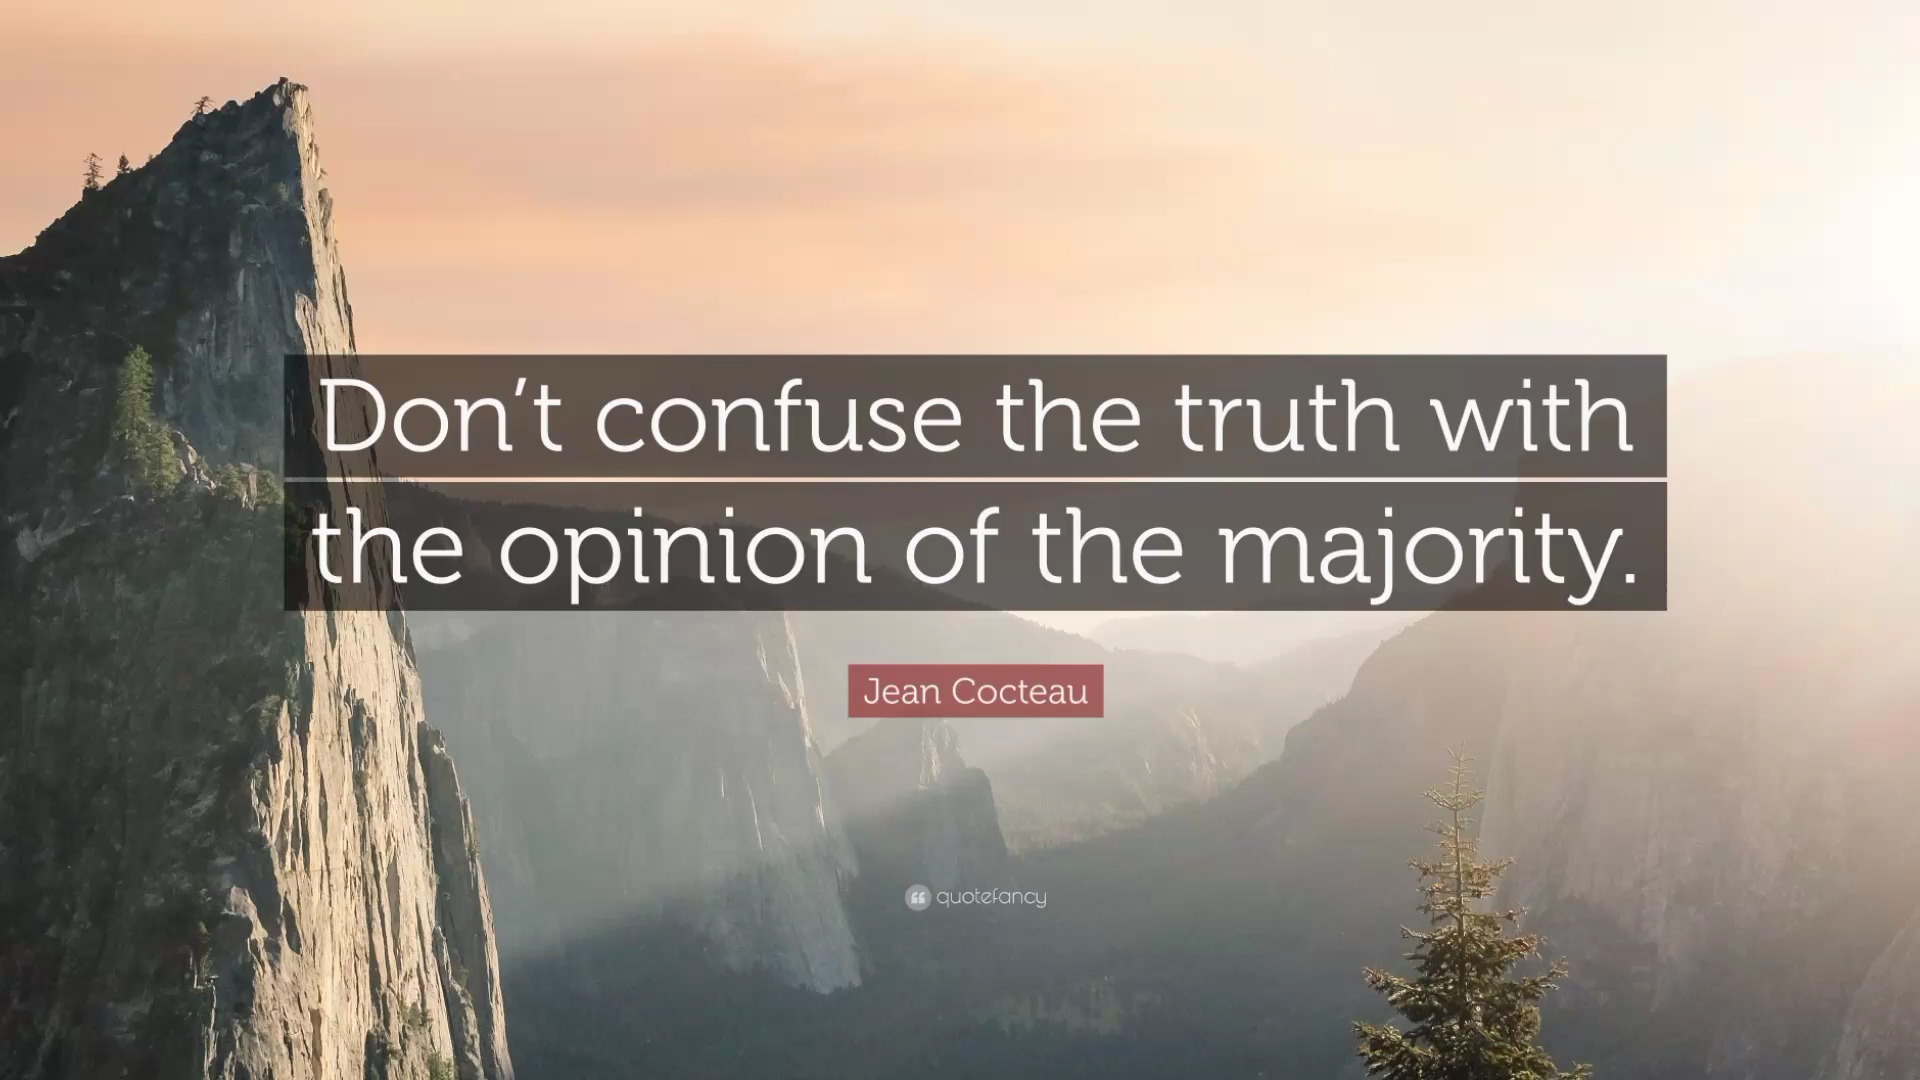 Don’t confuse the truth with
the opinion of the majority.
Jean Cocteau
quotefancy